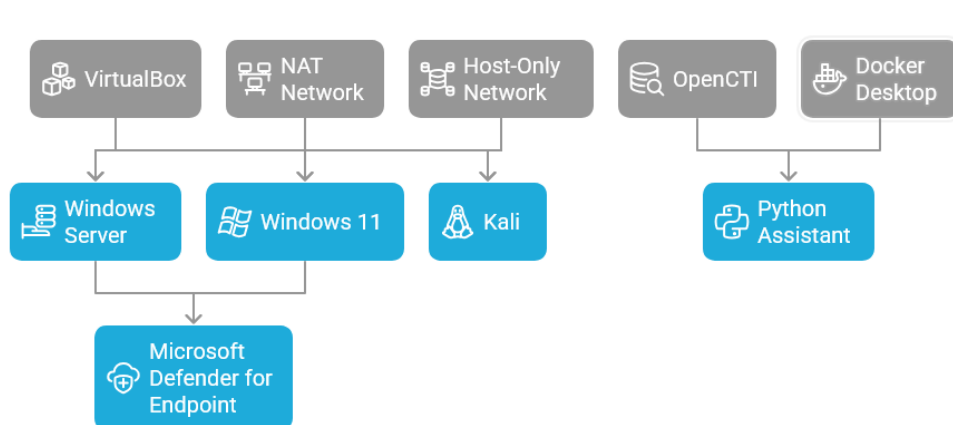 VirtualBox
NAT
Network
Host-Only
Network
OpenCTI
Docker
Desktop
Windows
Server
Windows 11
Kali
Python
Assistant
Microsoft
Defender for
Endpoint